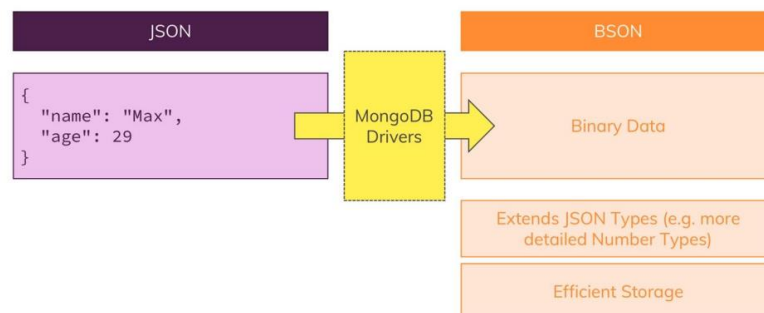 JSON
BSON
{
"name": "Max",
"age": 29
}
MongoDB
Drivers
Binary Data
Extends JSON Types (e.g. more
detailed Number Types)
Efficient Storage